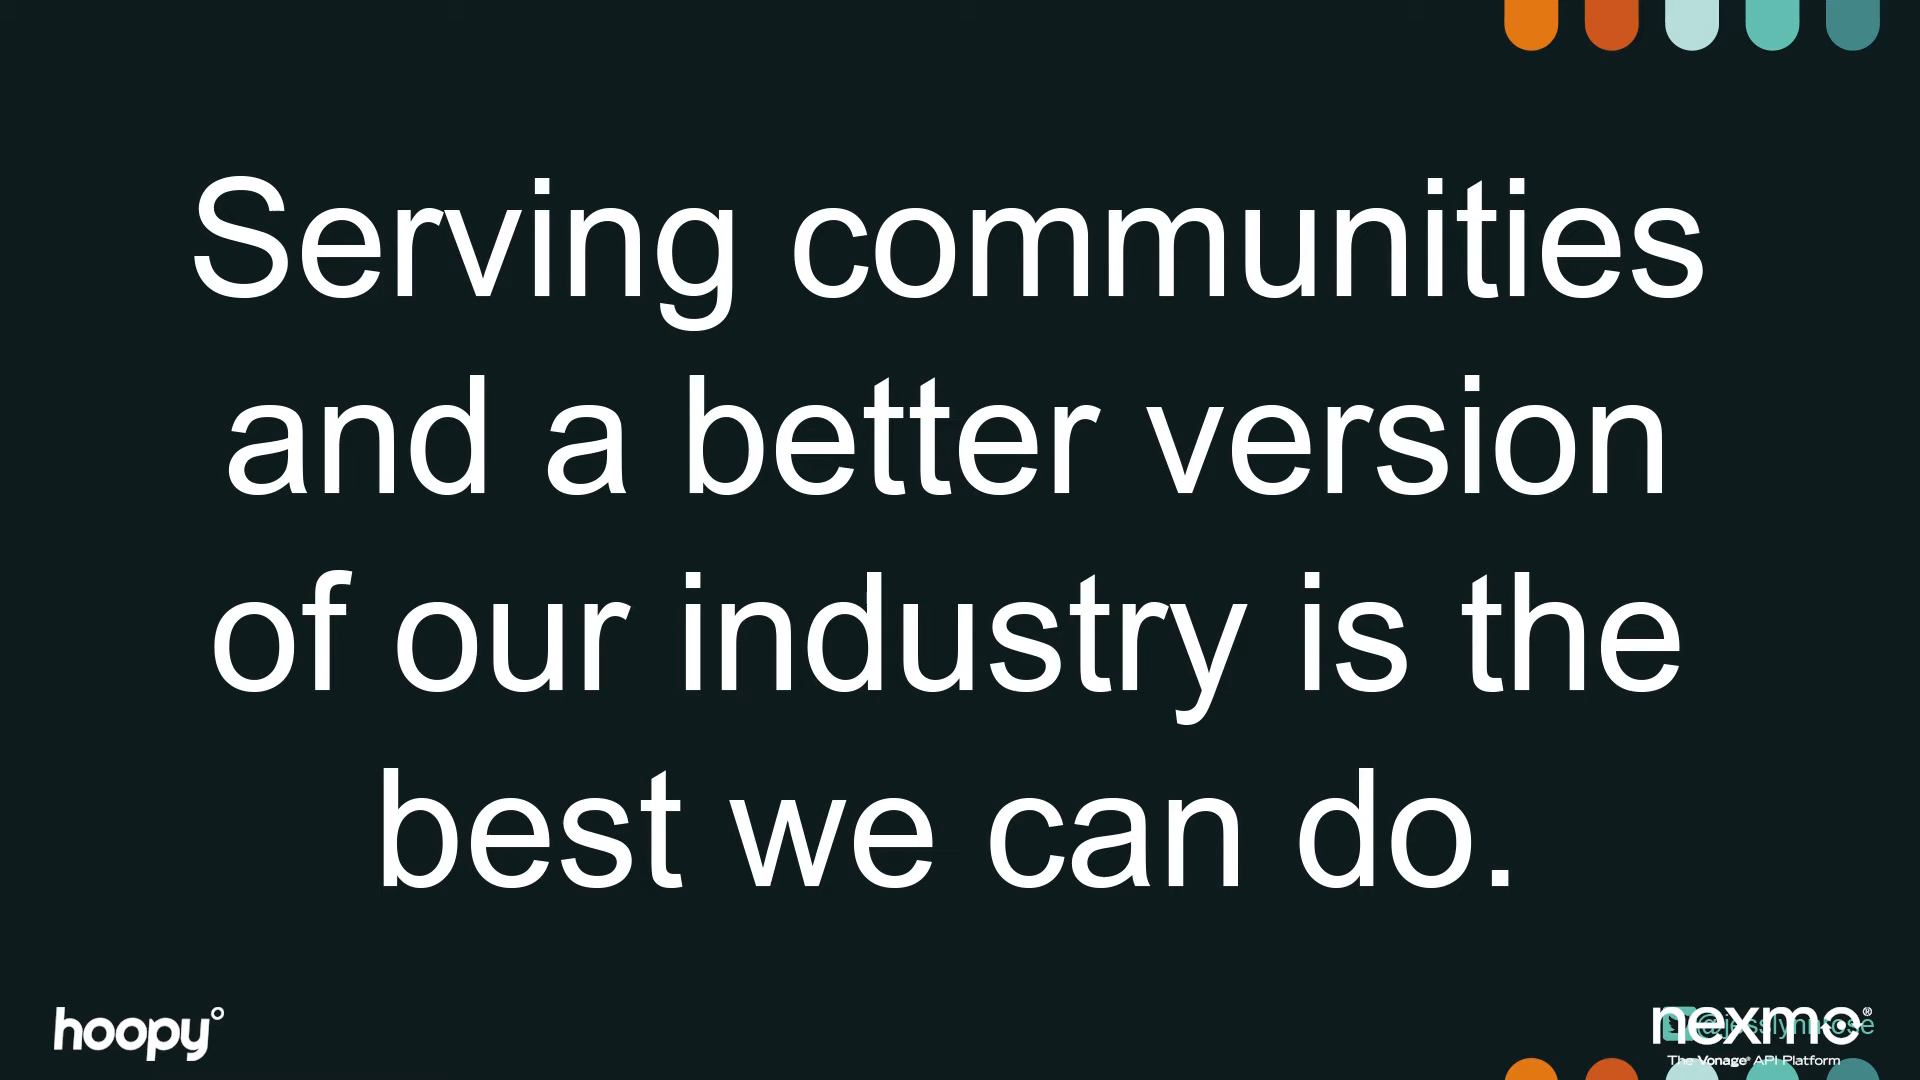 Serving communities
and a better version
of our industry is the
best we can do.
hoopy°
nexmo®
@jesslynnrose
The Vonage® API Platform